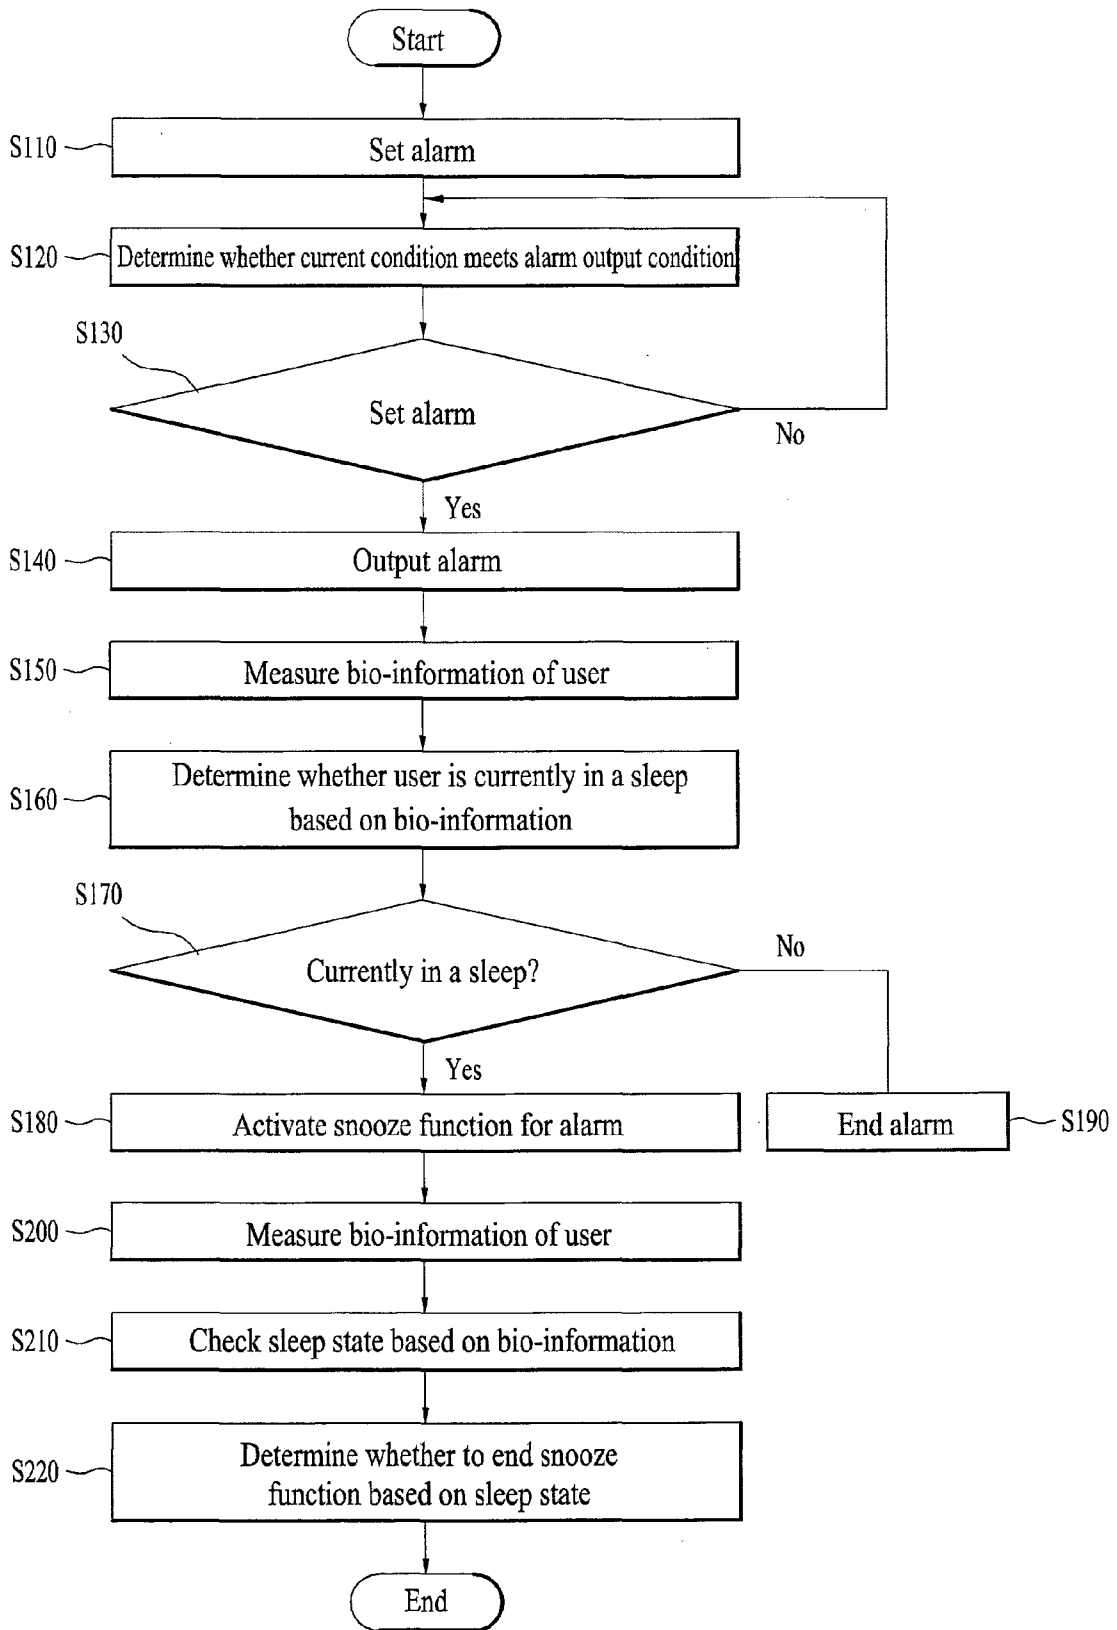 Start
S110
Set alarm
S120
Determine whether current condition meets alarm output condition
S130
Set alarm
No
Yes
S140
Output alarm
S150
Measure bio-information of user
S160
Determine whether user is currently in a sleep
based on bio-information
S170
Currently in a sleep?
No
Yes
S180
Activate snooze function for alarm
End alarm
S190
S200
Measure bio-information of user
S210
Check sleep state based on bio-information
S220
Determine whether to end snooze
function based on sleep state
End